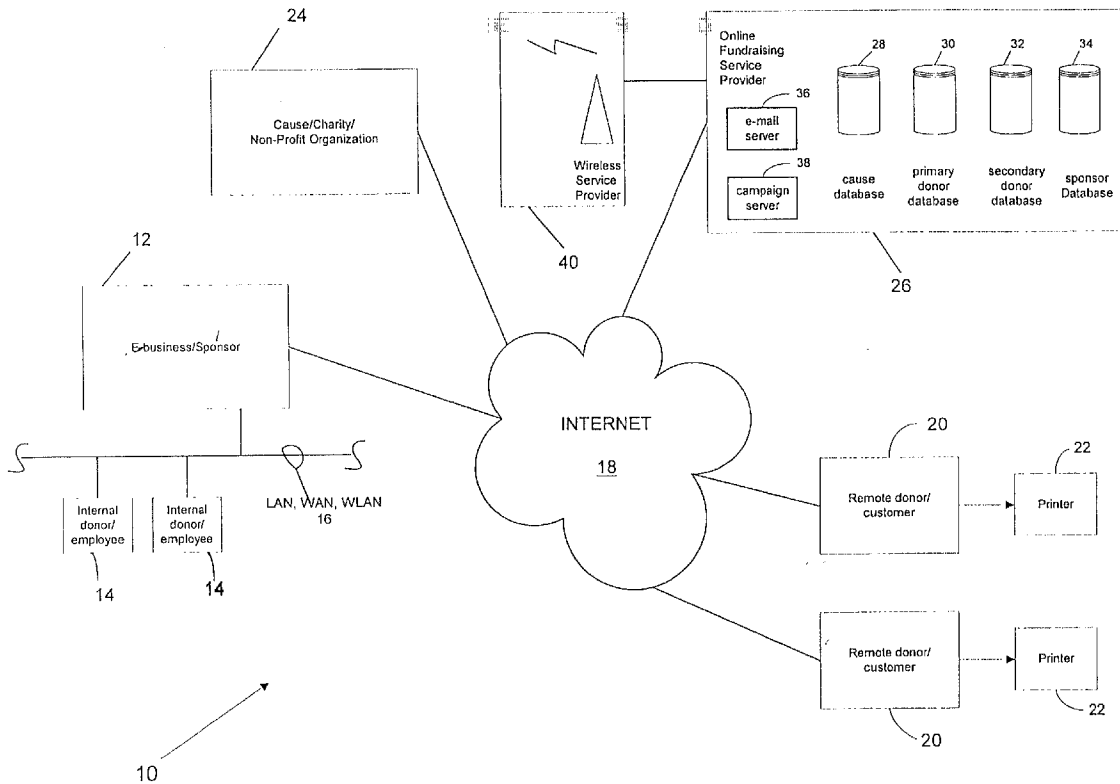 24
Cause/Charity/
Non-Profit Organization
Wireless
Service
Provider
40
Online
Fundraising
Service
Provider
36
e-mail
server
38
campaign
server
28
30
32
34
cause
database
primary
donor
database
secondary
donor
database
sponsor
Database
26
12
E-business/Sponsor
INTERNET
18
LAN, WAN, WLAN
16
Internal
donor/
employee
Internal
donor/
employee
14
14
20
Remote donor/
customer
22
Printer
Remote donor/
customer
20
Printer
22
10